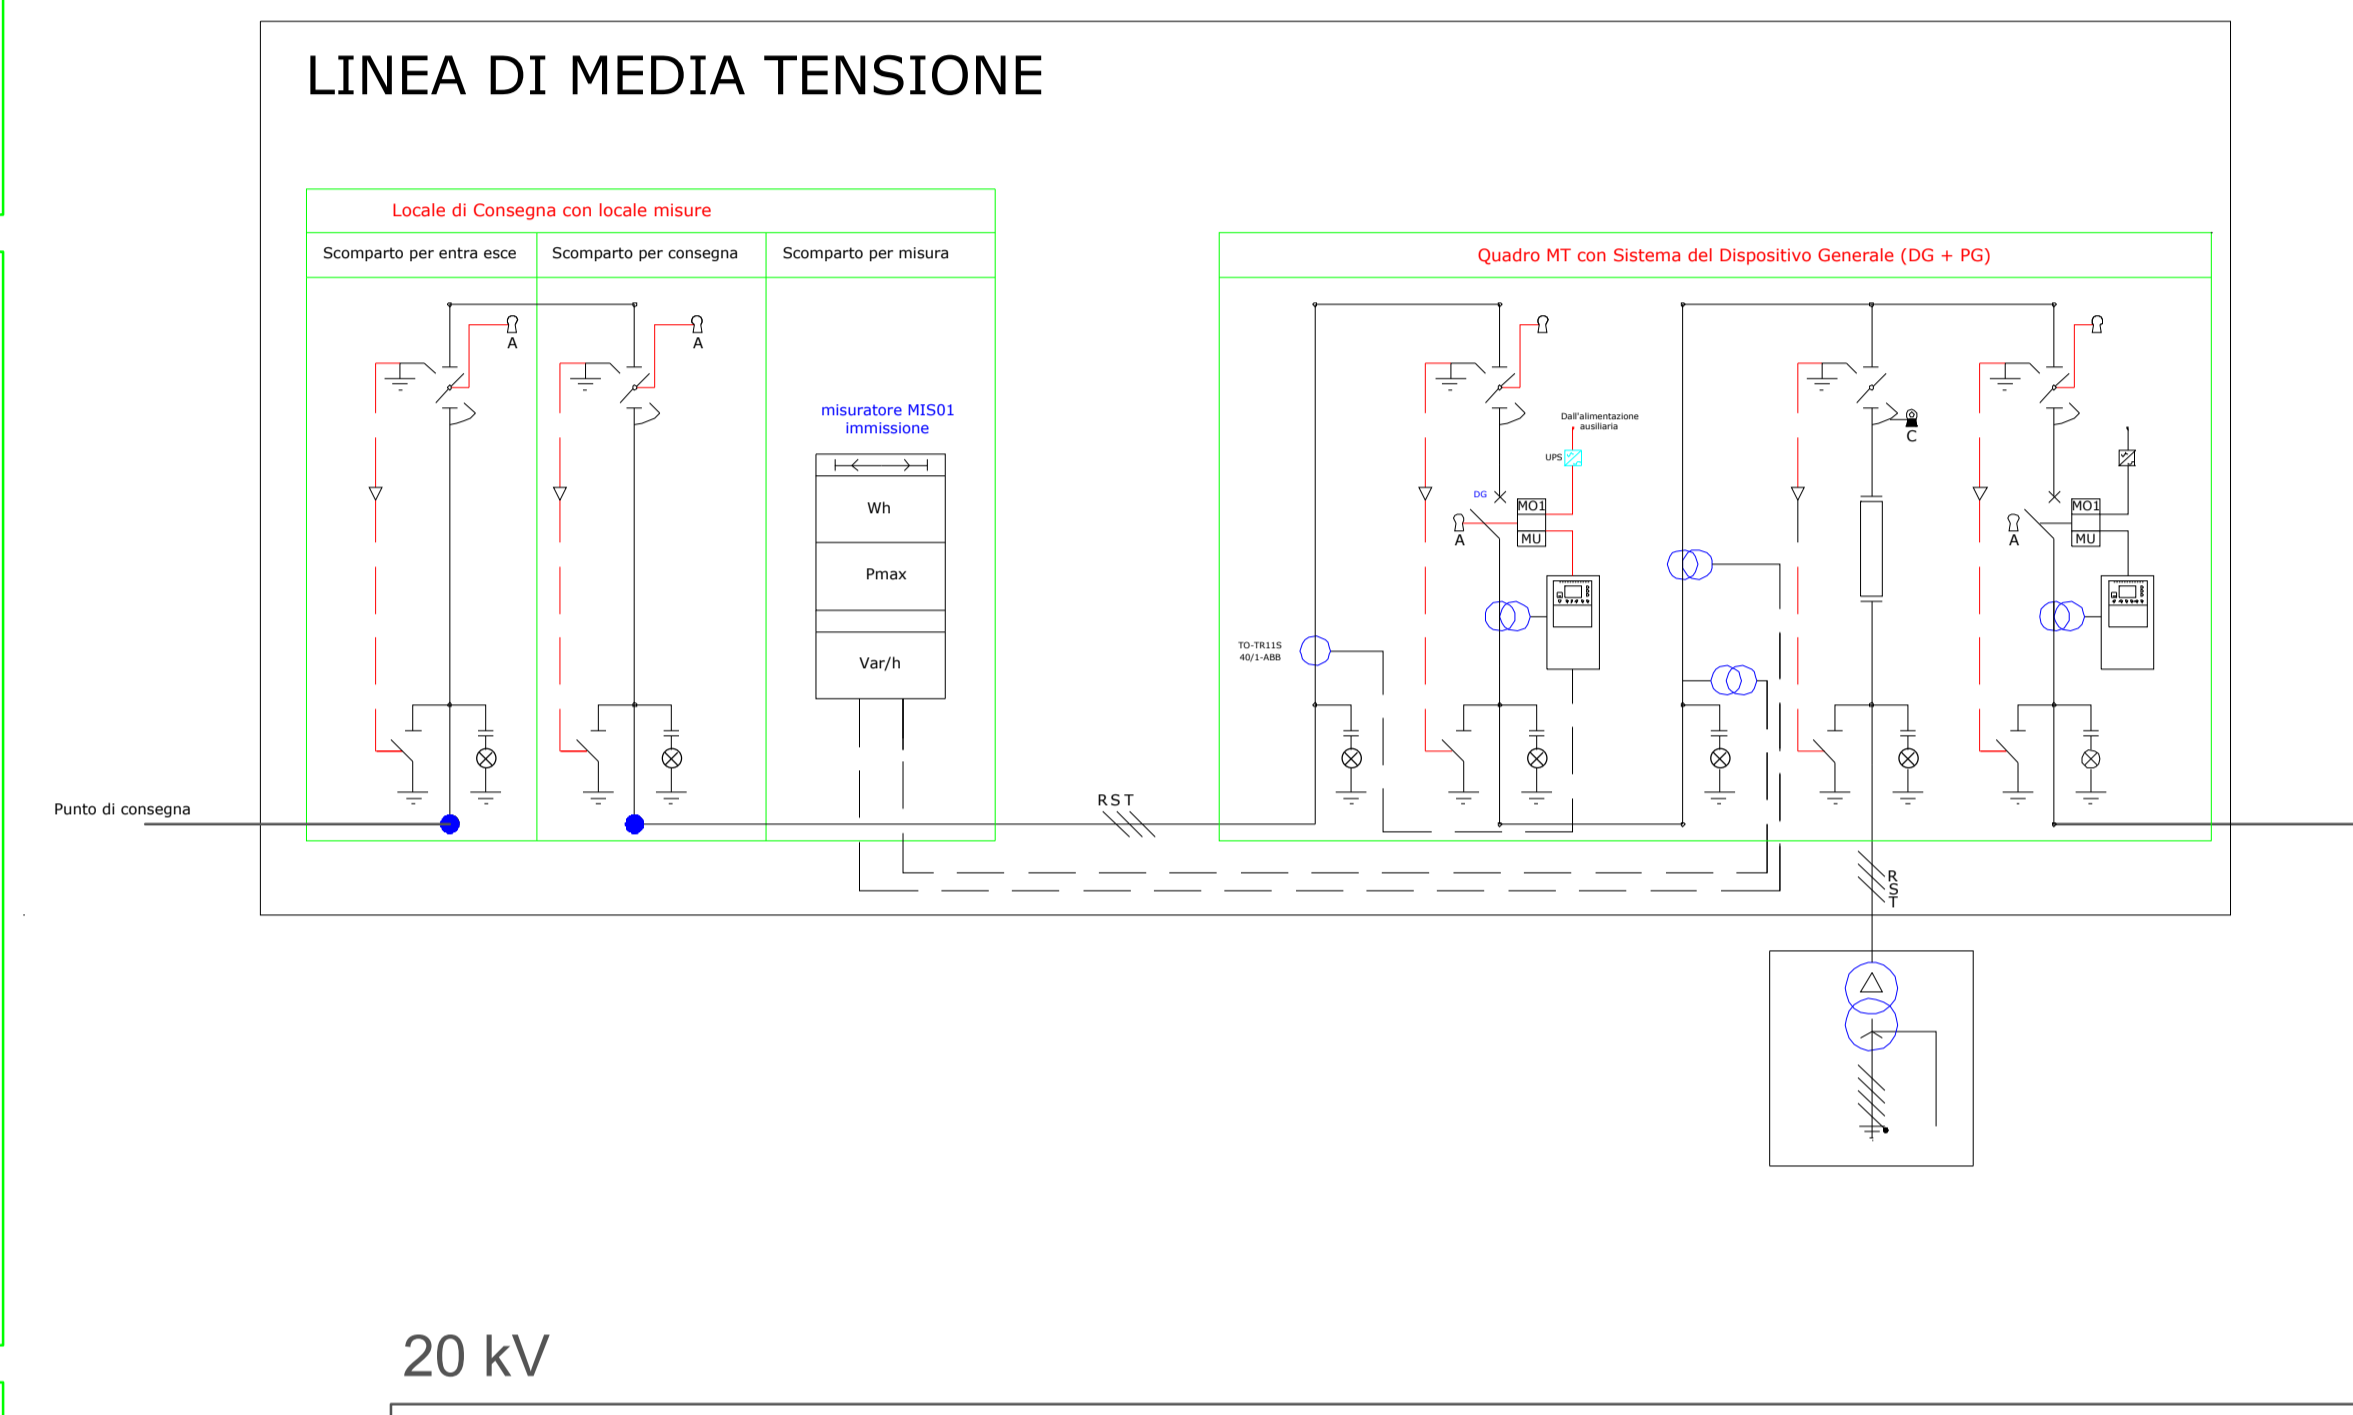 LINEA DI MEDIA TENSIONE
Locale di Consegna con locale misure
Scomparto per entra esce
Scomparto per consegna
Scomparto per misura
Quadro MT con Sistema del Dispositivo Generale (DG + PG)
A
A
misuratore MIS01
immissione
Wh
Pmax
Var/h
Dall'alimentazione
ausiliaria
UPS
DG
MO1
MU
A
C
MO1
MU
A
TO-TR11S
40/1-ABB
Punto di consegna
R S T
R
S
T
20 kV